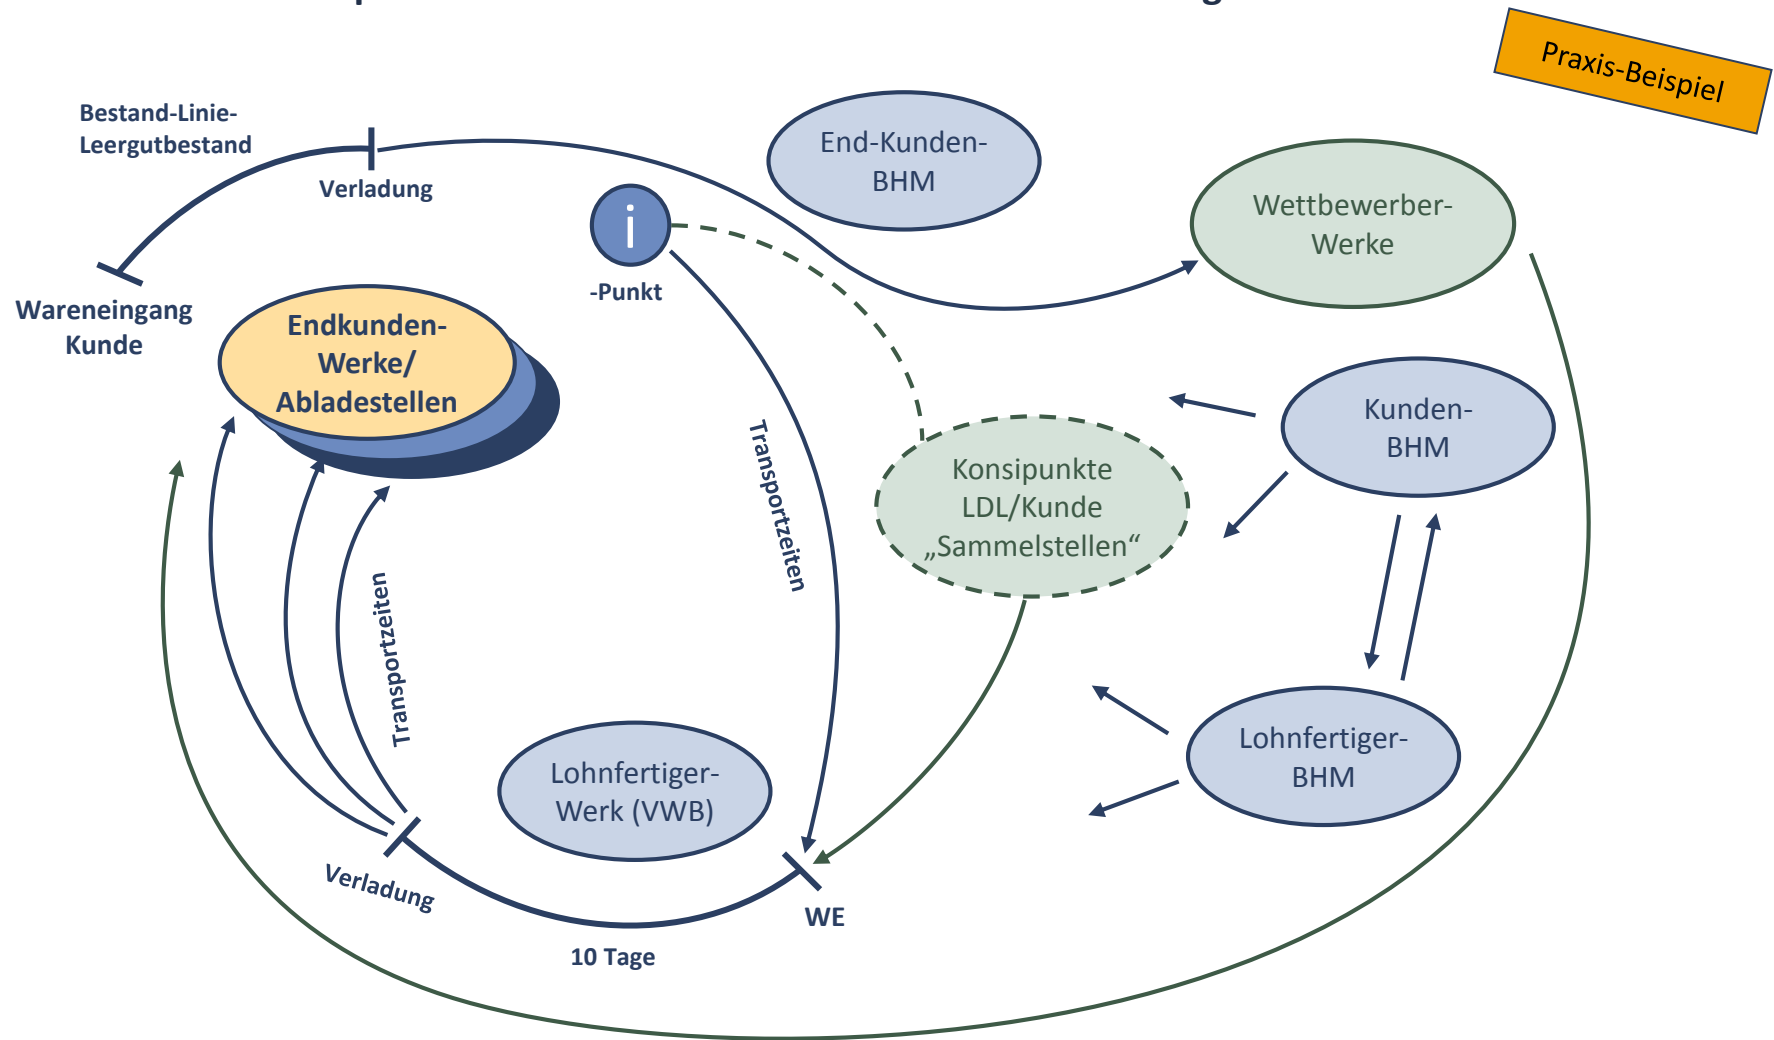 Praxis-Beispiel
Bestand-Linie-
Leergutbestand
Verladung
Wareneingang
Kunde
End-Kunden-
BHM
i
-Punkt
Wettbewerber-
Werke
Endkunden-
Werke/
Abladestellen
Kunden-
BHM
Transportzeiten
Konsipunkte
LDL/Kunde
„Sammelstellen“
Transportzeiten
Lohnfertiger-
Werk (VWB)
Lohnfertiger-
BHM
Verladung
WE
10 Tage